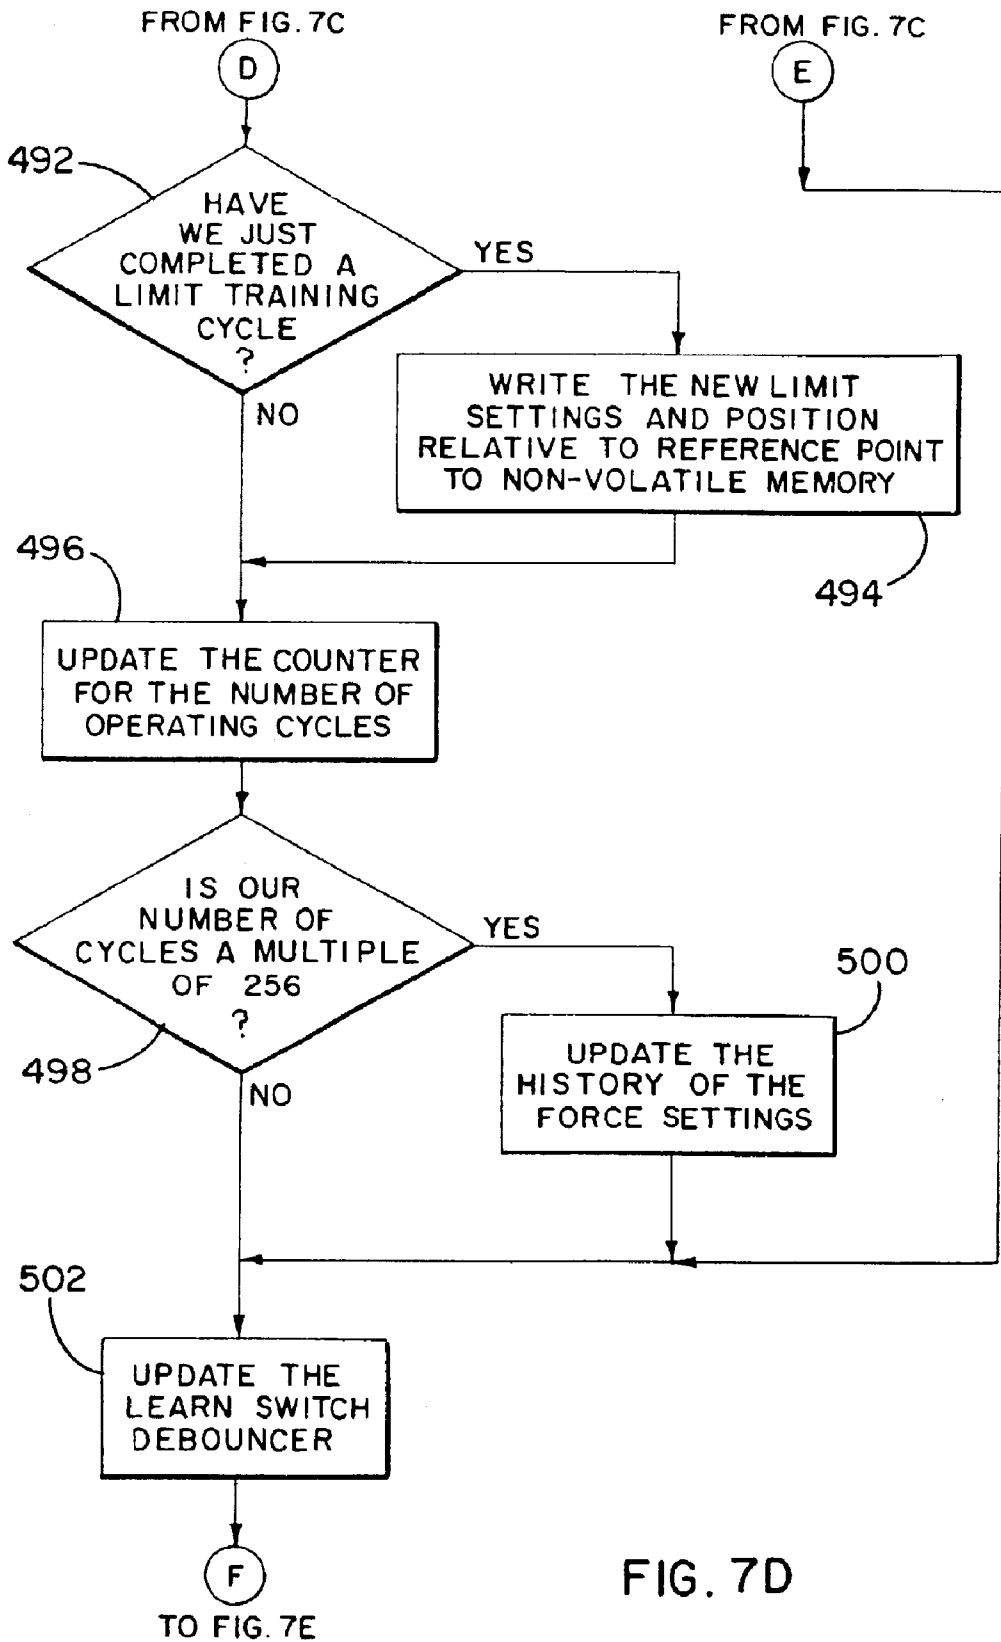 FROM FIG. 7C
D
FROM FIG. 7C
E
492
HAVE
WE JUST
COMPLETED A
LIMIT TRAINING
CYCLE
?
YES
NO
WRITE THE NEW LIMIT
SETTINGS AND POSITION
RELATIVE TO REFERENCE POINT
TO NON-VOLATILE MEMORY
494
496
UPDATE THE COUNTER
FOR THE NUMBER OF
OPERATING CYCLES
IS OUR
NUMBER OF
CYCLES A MULTIPLE
OF 256
?
YES
498
NO
500
UPDATE THE
HISTORY OF THE
FORCE SETTINGS
502
UPDATE THE
LEARN SWITCH
DEBOUNCER
F
TO FIG. 7E
FIG. 7D